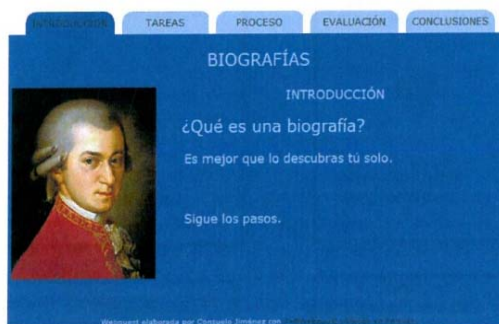 INTRODUCCIÓN
TAREAS
PROCESO
EVALUACIÓN
CONCLUSIONES
BIOGRAFÍAS
INTRODUCCIÓN
¿Qué es una biografía?
Es mejor que lo descubras tú solo.
Sigue los pasos.
Webquest elaborada por Consuelo Jiménez con